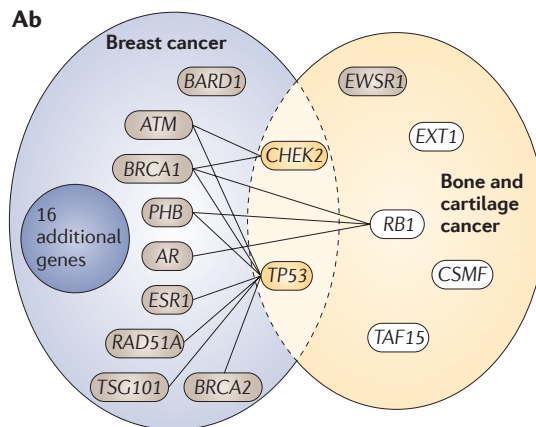 Ab
Breast cancer
BARD1
EWSR1
ATM
EXT1
CHEK2
BRCA1
Bone and
cartilage
cancer
16
additional
genes
PHB
RB1
AR
TP53
CSMF
ESR1
RAD51A
TAF15
TSG101
BRCA2